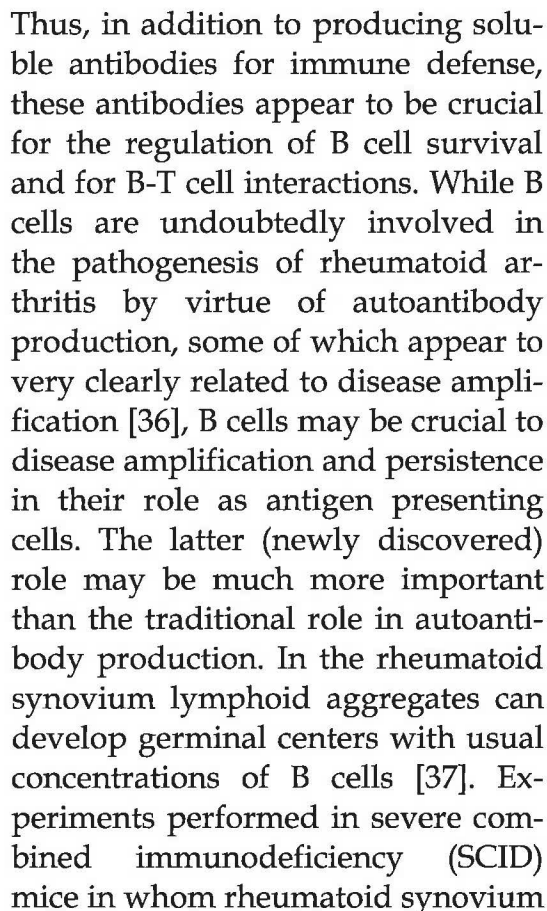 Thus, in addition to producing solu-
ble antibodies for immune defense,
these antibodies appear to be crucial
for the regulation of B cell survival
and for B-T cell interactions. While B
cells are undoubtedly involved in
the pathogenesis of rheumatoid ar-
thritis by virtue of autoantibody
production, some of which appear to
very clearly related to disease ampli-
fication [36], B cells may be crucial to
disease amplification and persistence
in their role as antigen presenting
cells. The latter (newly discovered)
role may be much more important
than the traditional role in autoanti-
body production. In the rheumatoid
synovium lymphoid aggregates can
develop germinal centers with usual
concentrations of B cells [37]. Ex-
periments performed in severe com-
bined immunodeficiency (SCID)
mice in whom rheumatoid synovium